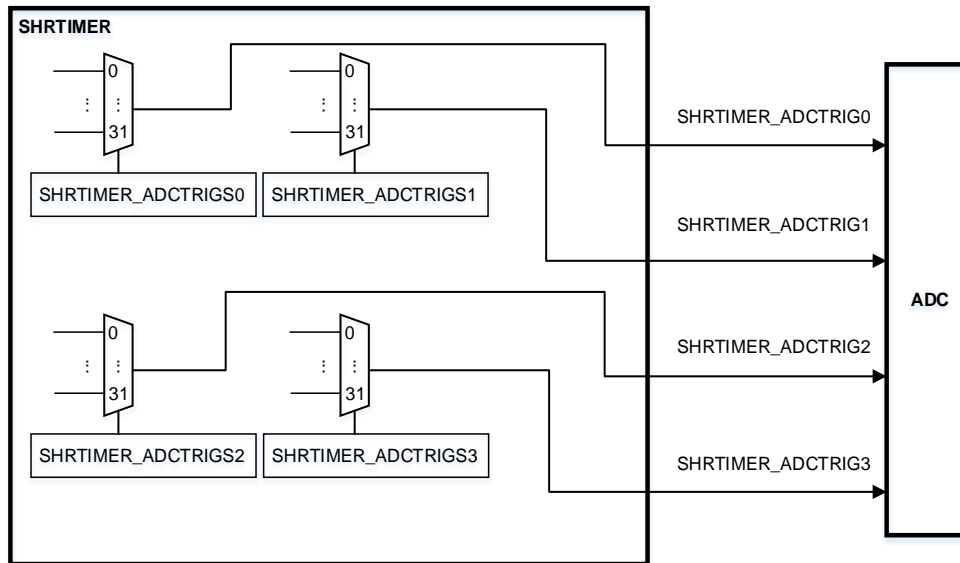 SHRTIMER
0 0
⋮ ⋮ ⋮ ⋮
31 31
SHRTIMER_ADCTRIGS0 SHRTIMER_ADCTRIGS1
SHRTIMER_ADCTRIG0
SHRTIMER_ADCTRIG1
0 0
⋮ ⋮ ⋮ ⋮
31 31
SHRTIMER_ADCTRIGS2 SHRTIMER_ADCTRIGS3
SHRTIMER_ADCTRIG2
SHRTIMER_ADCTRIG3
ADC